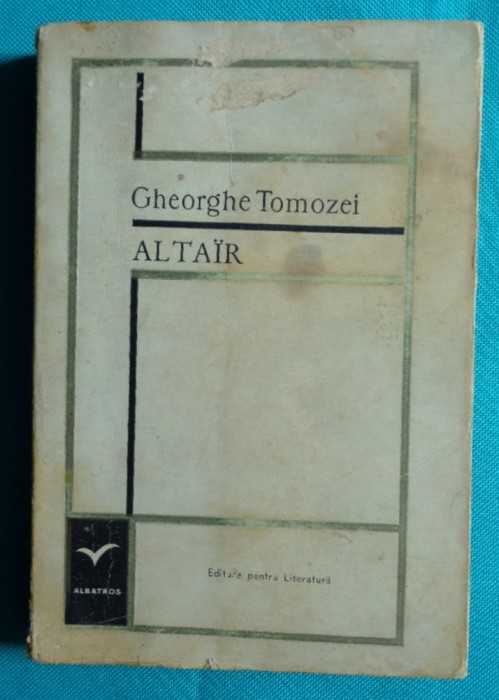 Gheorghe Tomozei
ALTAÏR
Editura pentru Literatură
ALBATROS